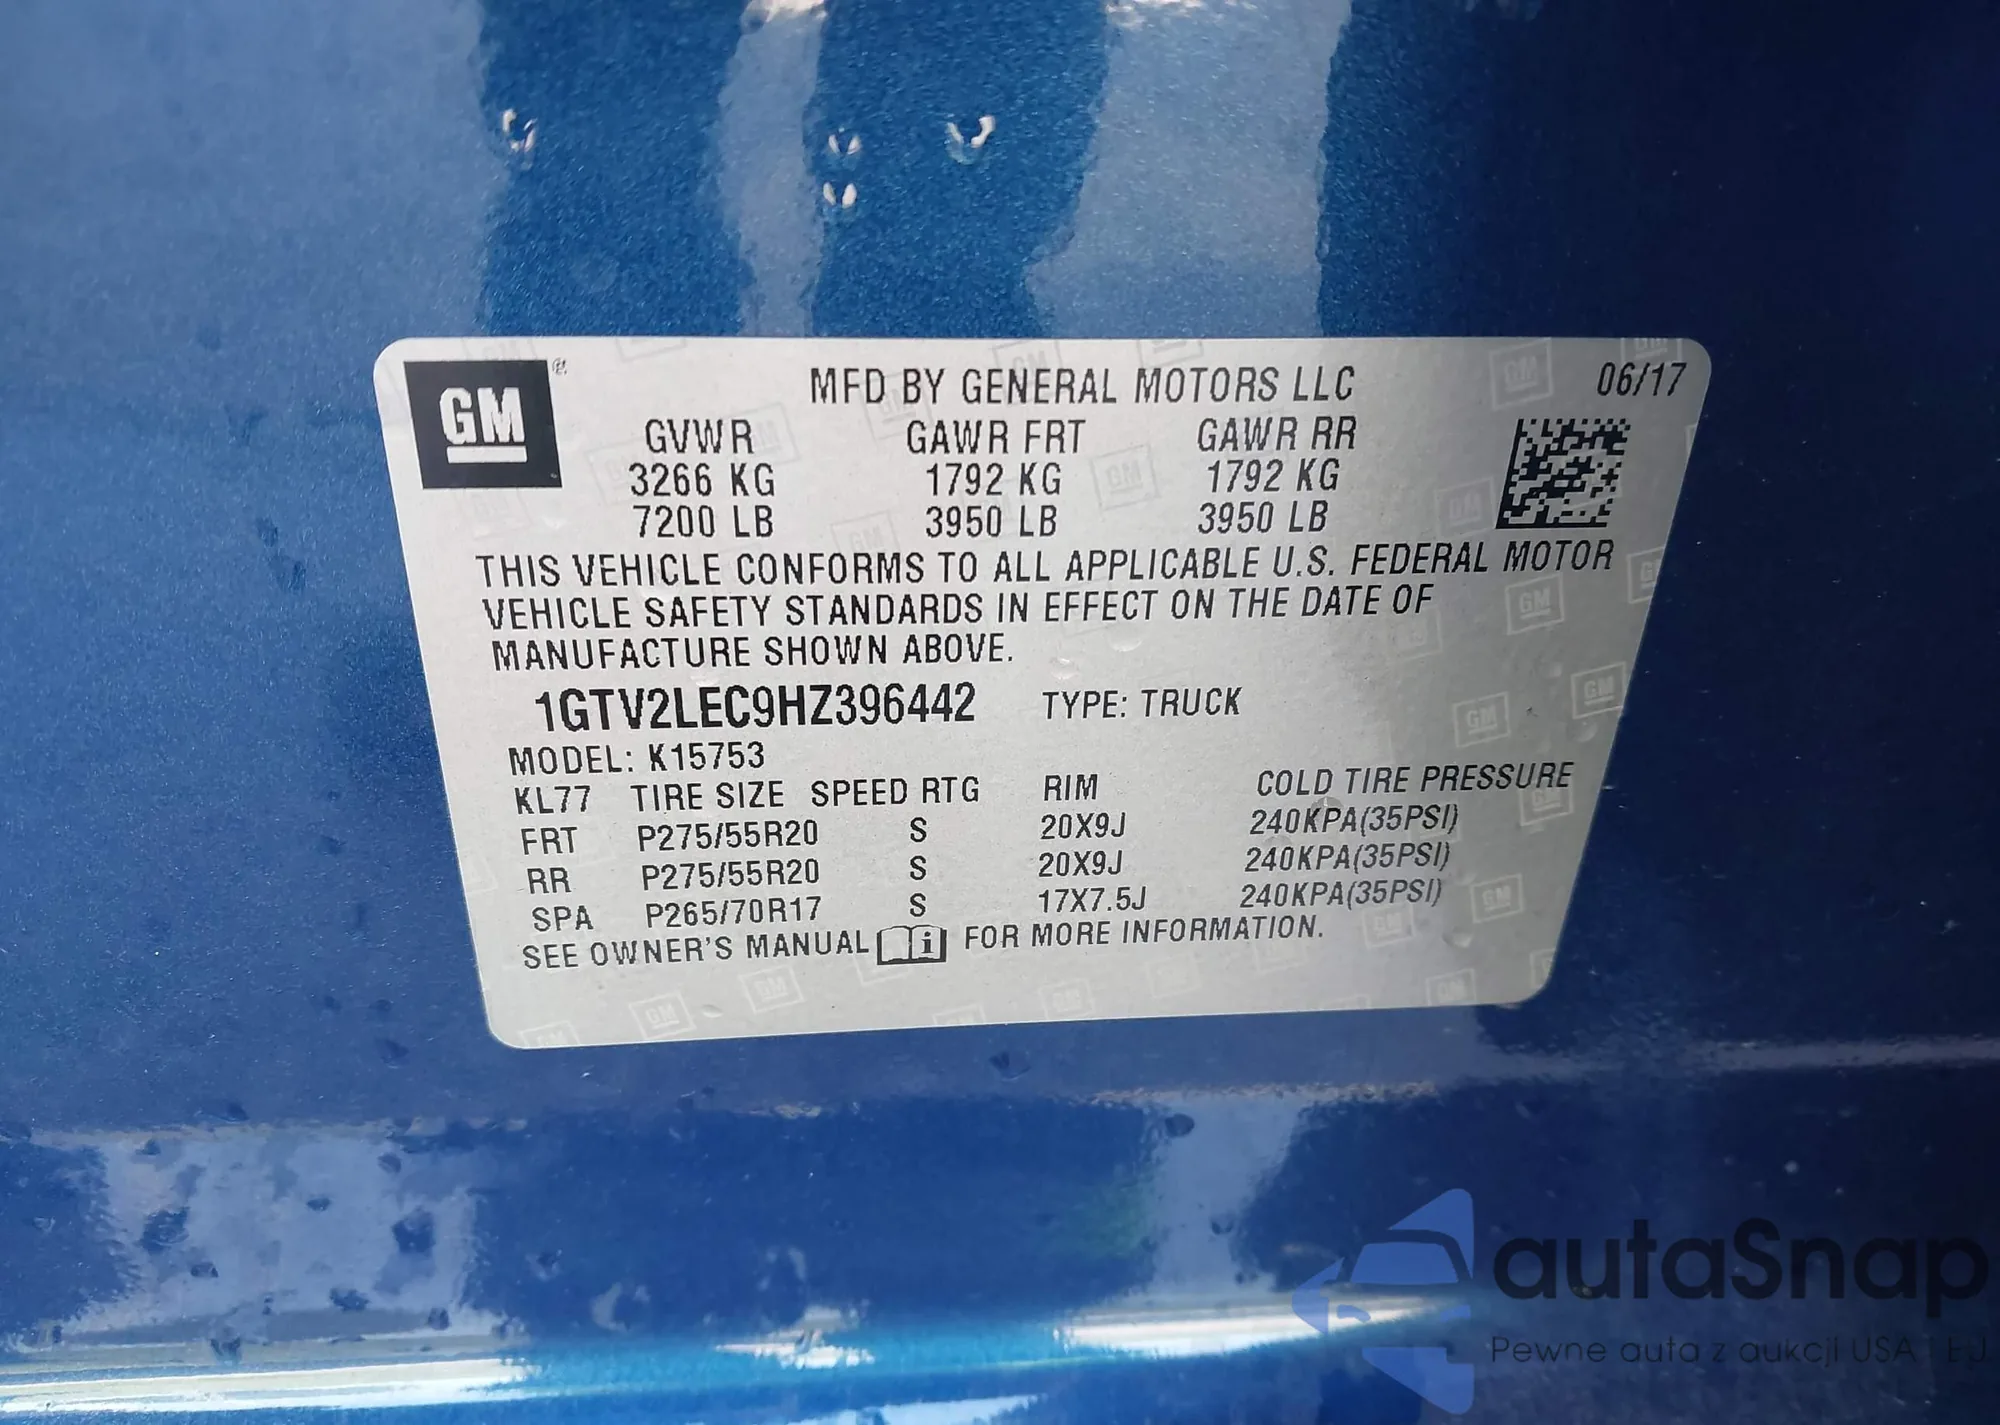 GM
MFD BY GENERAL MOTORS LLC 06/17
GVWR GAWR FRT GAWR RR
3266 KG 1792 KG 1792 KG
7200 LB 3950 LB 3950 LB
THIS VEHICLE CONFORMS TO ALL APPLICABLE U.S. FEDERAL MOTOR
VEHICLE SAFETY STANDARDS IN EFFECT ON THE DATE OF
MANUFACTURE SHOWN ABOVE.
1GTV2LEC9HZ396442 TYPE: TRUCK
MODEL: K15753
KL77 TIRE SIZE SPEED RTG RIM COLD TIRE PRESSURE
FRT P275/55R20 S 20X9J 240KPA(35PSI)
RR P275/55R20 S 20X9J 240KPA(35PSI)
SPA P265/70R17 S 17X7.5J 240KPA(35PSI)
SEE OWNER'S MANUAL i FOR MORE INFORMATION.
autaSnap
Pewne auta z aukcji USA i EJ